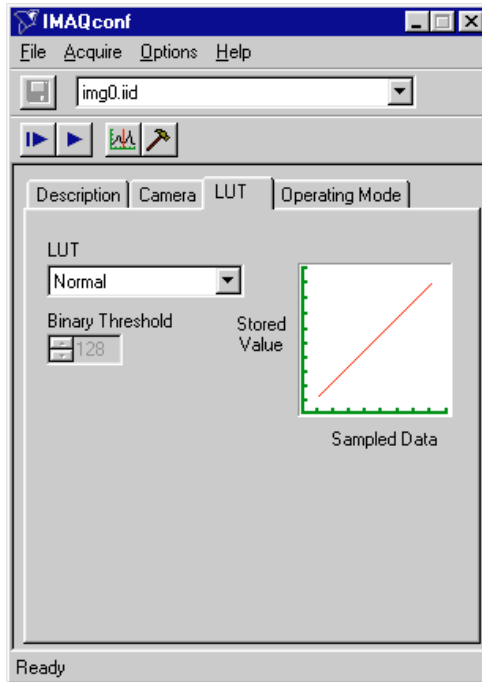 IMAQconf
File Acquire Options Help
img0.iid
Description Camera LUT Operating Mode
LUT
Normal
Binary Threshold
128
Stored
Value
Sampled Data
Ready